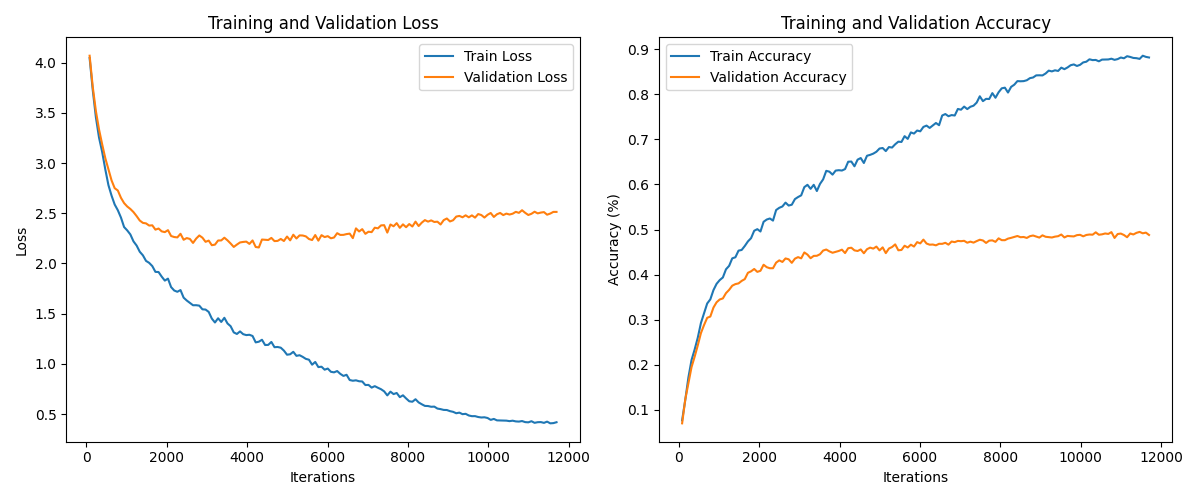 Training and Validation Loss
Train Loss
Validation Loss
4.0
3.5
3.0
2.5
2.0
1.5
1.0
0.5
Loss
0 2000 4000 6000 8000 10000 12000
Iterations
Training and Validation Accuracy
Train Accuracy
Validation Accuracy
0.9
0.8
0.7
0.6
0.5
0.4
0.3
0.2
0.1
Accuracy (%)
0 2000 4000 6000 8000 10000 12000
Iterations